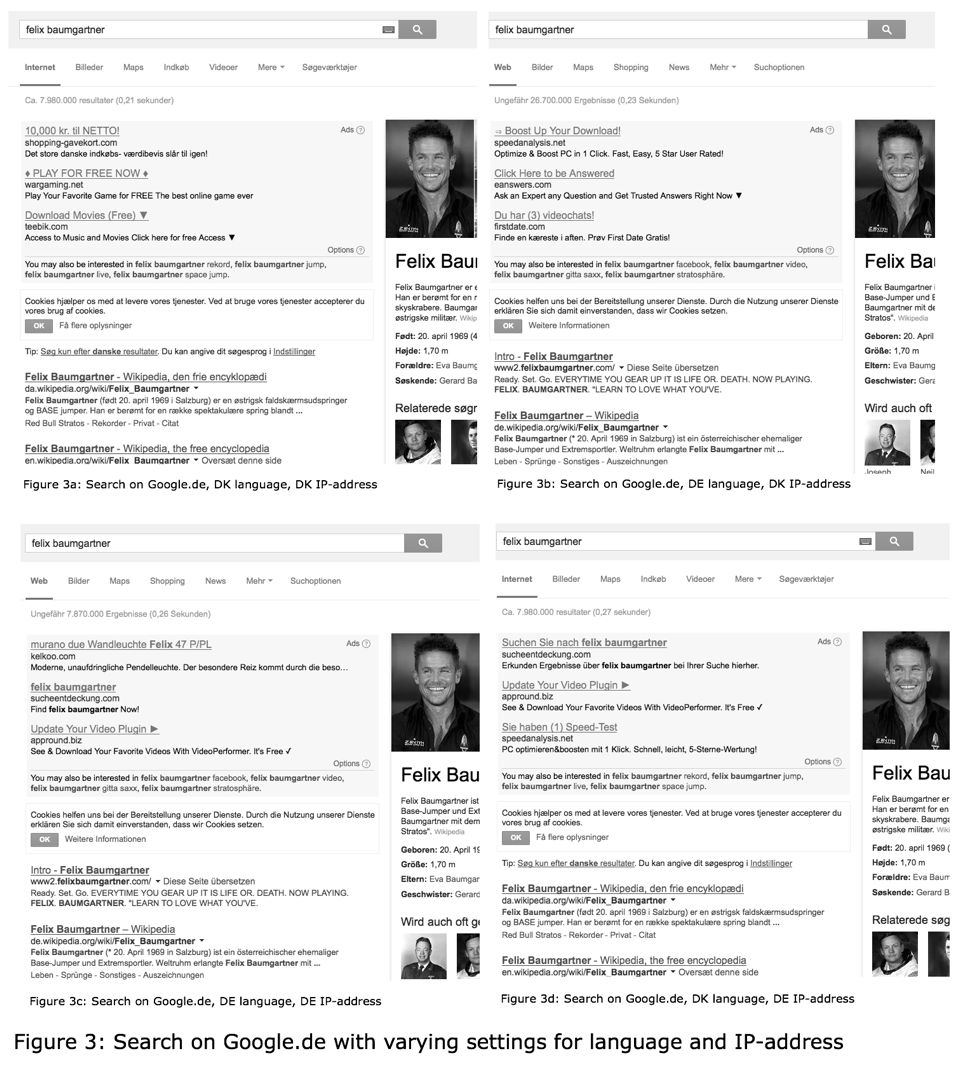 felix baumgartner
Internet Billeder Maps Indkøb Videoer Mere Søgeværktøjer
Ca. 7.980.000 resultater (0,21 sekunder)
10,000 kr. til NETTO! Ads
shopping-gavekort.com
Det store danske indkøbs- værdibevis slår til igen!
♦ PLAY FOR FREE NOW ♦
wargaming.net
Play Your Favorite Game for FREE The best online game ever
Download Movies (Free) ▼
teebik.com
Access to Music and Movies Click here for free Access ▼
Options
You may also be interested in felix baumgartner rekord, felix baumgartner jump,
felix baumgartner live, felix baumgartner space jump.
Cookies hjælper os med at levere vores tjenester. Ved at bruge vores tjenester accepterer du
vores brug af cookies.
OK Få flere oplysninger
Tip: Søg kun efter danske resultater. Du kan angive dit søgesprog i Indstillinger
Felix Baumgartner - Wikipedia, den frie encyklopædi
da.wikipedia.org/wiki/Felix_Baumgartner
Felix Baumgartner (født 20. april 1969 i Salzburg) er en østrigsk faldskærmsudspringer
og BASE jumper. Han er berømt for en række spektakulære spring blandt ...
Red Bull Stratos - Rekorder - Privat - Citat
Felix Baumgartner - Wikipedia, the free encyclopedia
en.wikipedia.org/wiki/Felix_Baumgartner Oversæt denne side
Felix Bau
Felix Baumgartner er e
Han er berømt for en r
skyskrabere. Baumgart
østrigske militær. Wikip
Født: 20. april 1969 (4
Højde: 1,70 m
Forældre: Eva Baumg
Søskende: Gerard Ba
Relaterede søgr
Figure 3a: Search on Google.de, DK language, DK IP-address
felix baumgartner
Web Bilder Maps Shopping News Mehr Suchoptionen
Ungefähr 26.700.000 Ergebnisse (0,23 Sekunden)
⇒ Boost Up Your Download! Ads
speedanalysis.net
Optimize & Boost PC in 1 Click. Fast, Easy, 5 Star User Rated!
Click Here to be Answered
eanswers.com
Ask an Expert any Question and Get Trusted Answers Right Now ▼
Du har (3) videochats!
firstdate.com
Finde en kæreste i aften. Prøv First Date Gratis!
Options
You may also be interested in felix baumgartner facebook, felix baumgartner video,
felix baumgartner gitta saxx, felix baumgartner stratosphäre.
Cookies helfen uns bei der Bereitstellung unserer Dienste. Durch die Nutzung unserer Dienste
erklären Sie sich damit einverstanden, dass wir Cookies setzen.
OK Weitere Informationen
Intro - Felix Baumgartner
www2.felixbaumgartner.com/ Diese Seite übersetzen
Ready. Set. Go. EVERYTIME YOU GEAR UP IT IS LIFE OR. DEATH. NOW PLAYING.
FELIX. BAUMGARTNER. "LEARN TO LOVE WHAT YOU'VE.
Felix Baumgartner – Wikipedia
de.wikipedia.org/wiki/Felix_Baumgartner
Felix Baumgartner (* 20. April 1969 in Salzburg) ist ein österreichischer ehemaliger
Base-Jumper und Extremsportler. Weltruhm erlangte Felix Baumgartner mit ...
Leben - Sprünge - Sonstiges - Auszeichnungen
Felix Bau
Felix Baumgartner ist
Base-Jumper und Ext
Baumgartner mit dem
Stratos". Wikipedia
Geboren: 20. April
Größe: 1,70 m
Eltern: Eva Baumgar
Geschwister: Gerard
Wird auch oft
Joseph Neil
Figure 3b: Search on Google.de, DE language, DK IP-address
felix baumgartner
Web Bilder Maps Shopping News Mehr Suchoptionen
Ungefähr 7.870.000 Ergebnisse (0,26 Sekunden)
murano due Wandleuchte Felix 47 P/PL Ads
kelkoo.com
Moderne, unaufdringliche Pendelleuchte. Der besondere Reiz kommt durch die beso...
felix baumgartner
sucheentdeckung.com
Find felix baumgartner Now!
Update Your Video Plugin ►
appround.biz
See & Download Your Favorite Videos With VideoPerformer. It's Free ✓
Options
You may also be interested in felix baumgartner facebook, felix baumgartner video,
felix baumgartner gitta saxx, felix baumgartner stratosphäre.
Cookies helfen uns bei der Bereitstellung unserer Dienste. Durch die Nutzung unserer Dienste
erklären Sie sich damit einverstanden, dass wir Cookies setzen.
OK Weitere Informationen
Intro - Felix Baumgartner
www2.felixbaumgartner.com/ Diese Seite übersetzen
Ready. Set. Go. EVERYTIME YOU GEAR UP IT IS LIFE OR. DEATH. NOW PLAYING.
FELIX. BAUMGARTNER. "LEARN TO LOVE WHAT YOU'VE.
Felix Baumgartner – Wikipedia
de.wikipedia.org/wiki/Felix_Baumgartner
Felix Baumgartner (* 20. April 1969 in Salzburg) ist ein österreichischer ehemaliger
Base-Jumper und Extremsportler. Weltruhm erlangte Felix Baumgartner mit ...
Leben - Sprünge - Sonstiges - Auszeichnungen
Felix Bau
Felix Baumgartner ist
Base-Jumper und Ext
Baumgartner mit dem
Stratos". Wikipedia
Geboren: 20. April 19
Größe: 1,70 m
Eltern: Eva Baumgar
Geschwister: Gerard
Wird auch oft ge
Figure 3c: Search on Google.de, DE language, DE IP-address
felix baumgartner
Internet Billeder Maps Indkøb Videoer Mere Søgeværktøjer
Ca. 7.980.000 resultater (0,27 sekunder)
Suchen Sie nach felix baumgartner Ads
sucheentdeckung.com
Erkunden Ergebnisse über felix baumgartner bei Ihrer Suche hierher.
Update Your Video Plugin ►
appround.biz
See & Download Your Favorite Videos With VideoPerformer. It's Free ✓
Sie haben (1) Speed-Test
speedanalysis.net
PC optimieren&boosten mit 1 Klick. Schnell, leicht, 5-Sterne-Wertung!
Options
You may also be interested in felix baumgartner rekord, felix baumgartner jump,
felix baumgartner live, felix baumgartner space jump.
Cookies hjælper os med at levere vores tjenester. Ved at bruge vores tjenester accepterer du
vores brug af cookies.
OK Få flere oplysninger
Tip: Søg kun efter danske resultater. Du kan angive dit søgesprog i Indstillinger
Felix Baumgartner - Wikipedia, den frie encyklopædi
da.wikipedia.org/wiki/Felix_Baumgartner
Felix Baumgartner (født 20. april 1969 i Salzburg) er en østrigsk faldskærmsudspringer
og BASE jumper. Han er berømt for en række spektakulære spring blandt ...
Red Bull Stratos - Rekorder - Privat - Citat
Felix Baumgartner - Wikipedia, the free encyclopedia
en.wikipedia.org/wiki/Felix_Baumgartner Oversæt denne side
Felix Bau
Felix Baumgartner er
Han er berømt for en
skyskrabere. Baumga
østrigske militær. Wiki
Født: 20. april 1969 (
Højde: 1,70 m
Forældre: Eva Baum
Søskende: Gerard B
Relaterede søg
Figure 3d: Search on Google.de, DK language, DE IP-address
Figure 3: Search on Google.de with varying settings for language and IP-address